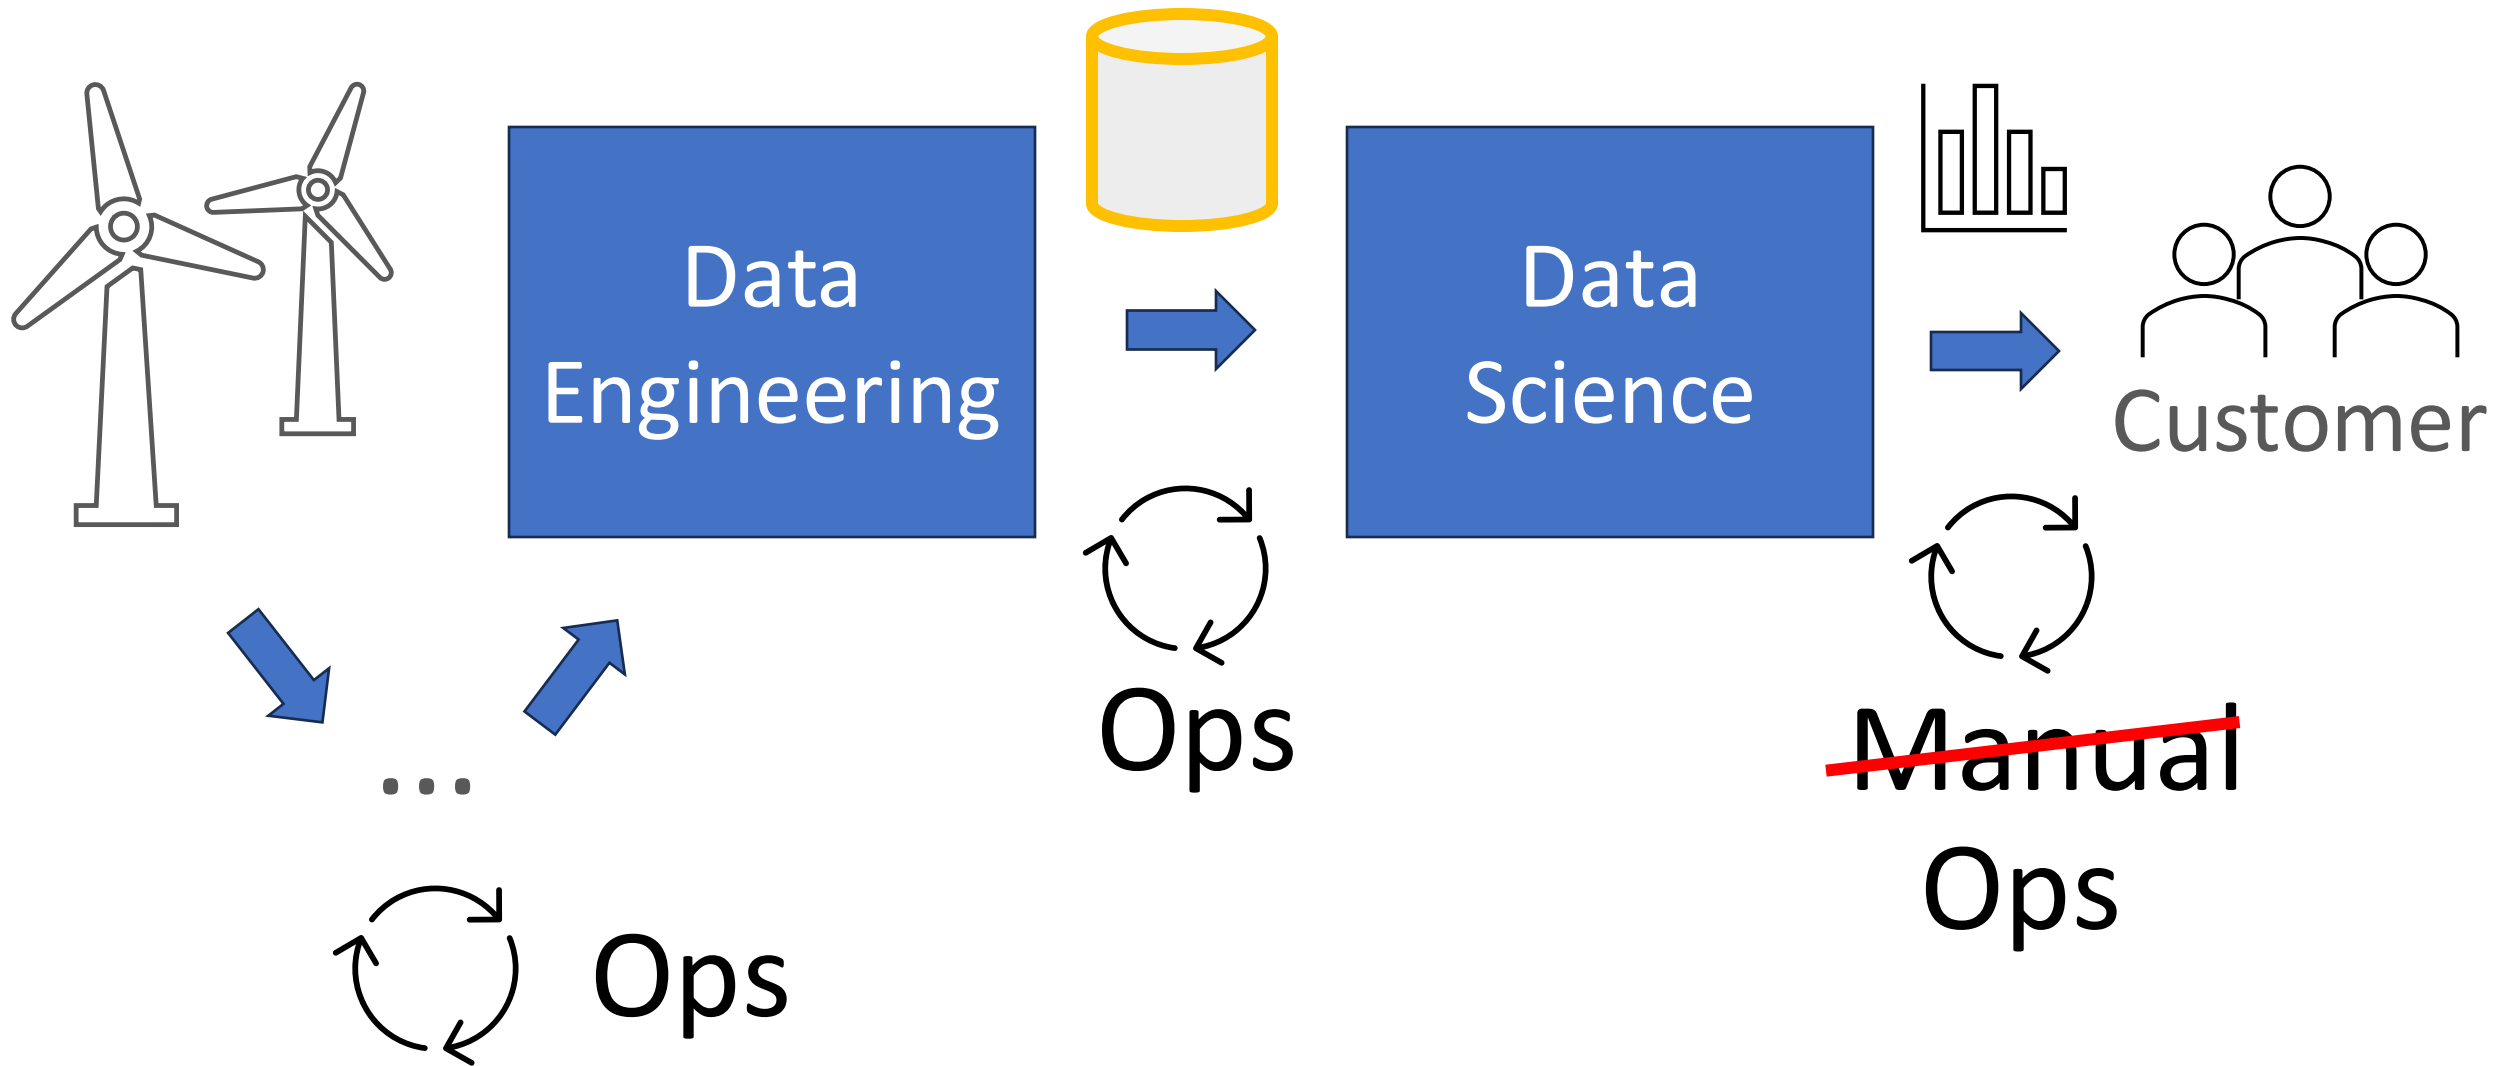 Data
Engineering
Data
Science
Customer
...
Ops
Ops
Manual
Ops